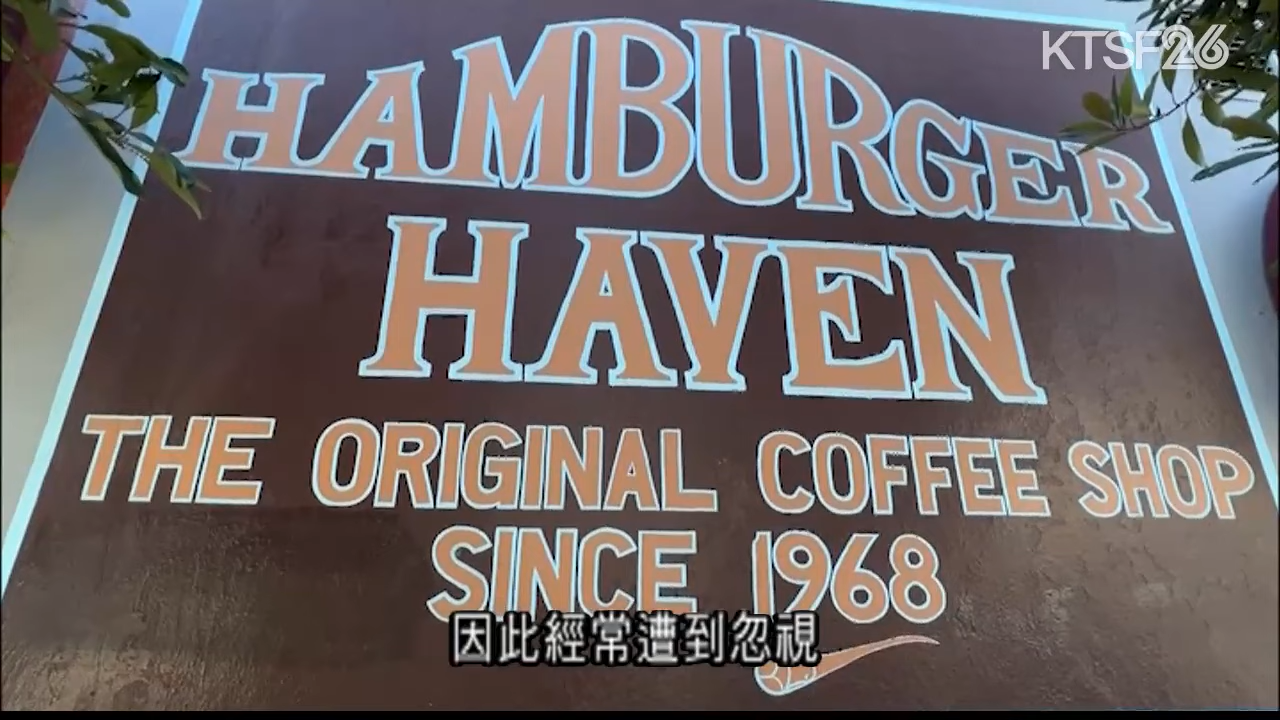 KTSF26
HAMBURGER
HAVEN
THE ORIGINAL COFFEE SHOP
SINCE 1968
因此經常遭到忽視